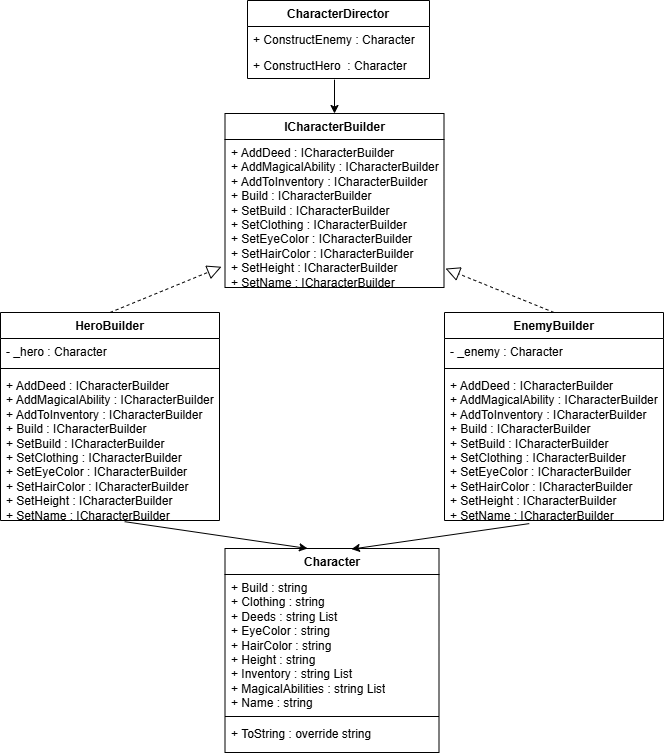 CharacterDirector
+ ConstructEnemy : Character
+ ConstructHero : Character
ICharacterBuilder
+ AddDeed : ICharacterBuilder
+ AddMagicalAbility : ICharacterBuilder
+ AddToInventory : ICharacterBuilder
+ Build : ICharacterBuilder
+ SetBuild : ICharacterBuilder
+ SetClothing : ICharacterBuilder
+ SetEyeColor : ICharacterBuilder
+ SetHairColor : ICharacterBuilder
+ SetHeight : ICharacterBuilder
+ SetName : ICharacterBuilder
HeroBuilder
- _hero : Character
+ AddDeed : ICharacterBuilder
+ AddMagicalAbility : ICharacterBuilder
+ AddToInventory : ICharacterBuilder
+ Build : ICharacterBuilder
+ SetBuild : ICharacterBuilder
+ SetClothing : ICharacterBuilder
+ SetEyeColor : ICharacterBuilder
+ SetHairColor : ICharacterBuilder
+ SetHeight : ICharacterBuilder
+ SetName : ICharacterBuilder
EnemyBuilder
- _enemy : Character
+ AddDeed : ICharacterBuilder
+ AddMagicalAbility : ICharacterBuilder
+ AddToInventory : ICharacterBuilder
+ Build : ICharacterBuilder
+ SetBuild : ICharacterBuilder
+ SetClothing : ICharacterBuilder
+ SetEyeColor : ICharacterBuilder
+ SetHairColor : ICharacterBuilder
+ SetHeight : ICharacterBuilder
+ SetName : ICharacterBuilder
Character
+ Build : string
+ Clothing : string
+ Deeds : string List
+ EyeColor : string
+ HairColor : string
+ Height : string
+ Inventory : string List
+ MagicalAbilities : string List
+ Name : string
+ ToString : override string